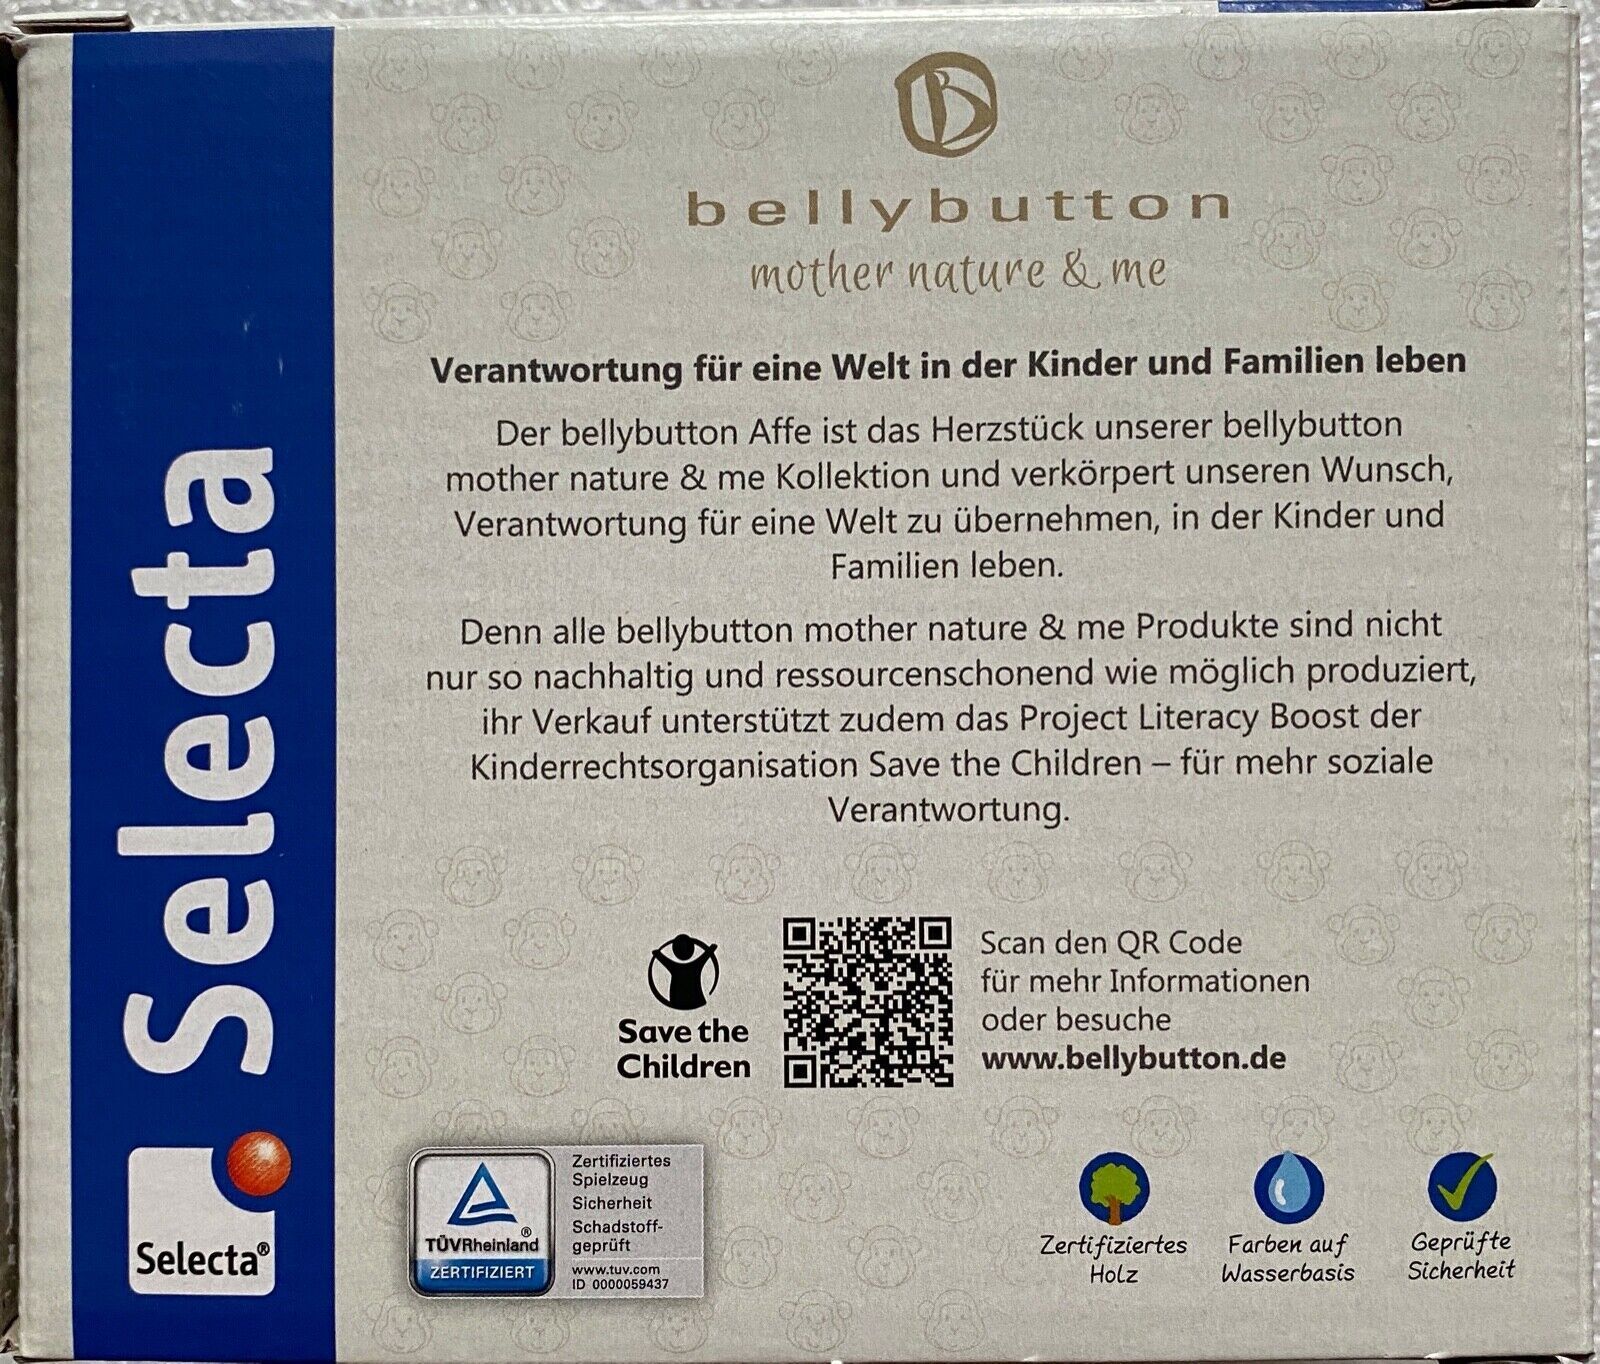 Selecta
Selecta®
B
bellybutton
mother nature & me
Verantwortung für eine Welt in der Kinder und Familien leben
Der bellybutton Affe ist das Herzstück unserer bellybutton
mother nature & me Kollektion und verkörpert unseren Wunsch,
Verantwortung für eine Welt zu übernehmen, in der Kinder und
Familien leben.
Denn alle bellybutton mother nature & me Produkte sind nicht
nur so nachhaltig und ressourcenschonend wie möglich produziert,
ihr Verkauf unterstützt zudem das Project Literacy Boost der
Kinderrechtsorganisation Save the Children – für mehr soziale
Verantwortung.
Save the
Children
Scan den QR Code
für mehr Informationen
oder besuche
www.bellybutton.de
®
TÜVRheinland
ZERTIFIZIERT
Zertifiziertes
Spielzeug
Sicherheit
Schadstoff-
geprüft
www.tuv.com
ID 0000059437
Zertifiziertes
Holz
Farben auf
Wasserbasis
Geprüfte
Sicherheit